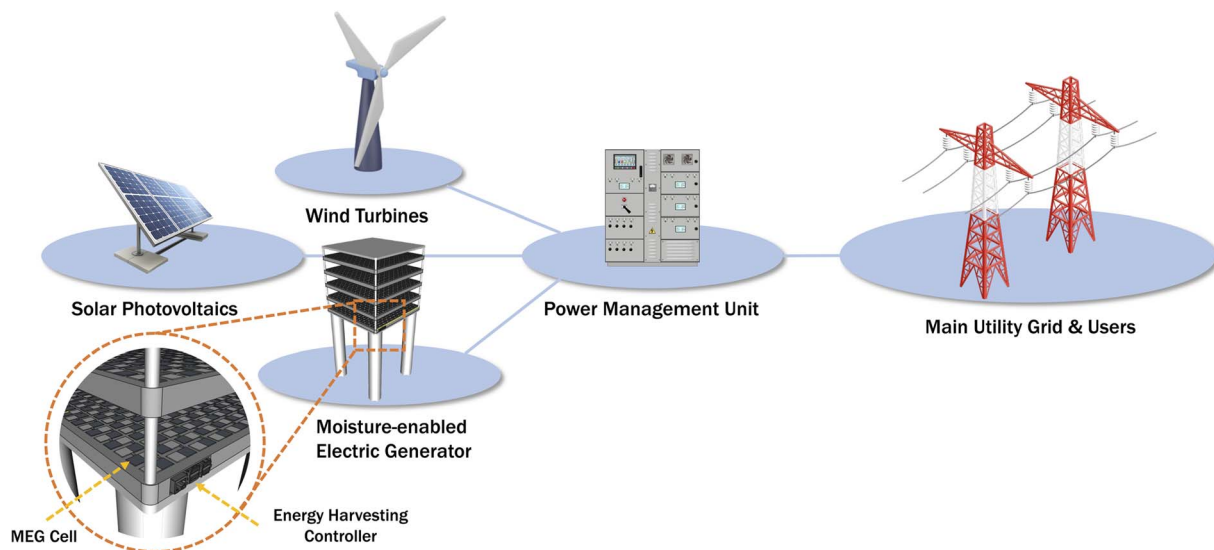 Wind Turbines
Solar Photovoltaics
Power Management Unit
Main Utility Grid & Users
Moisture-enabled
Electric Generator
MEG Cell
Energy Harvesting
Controller